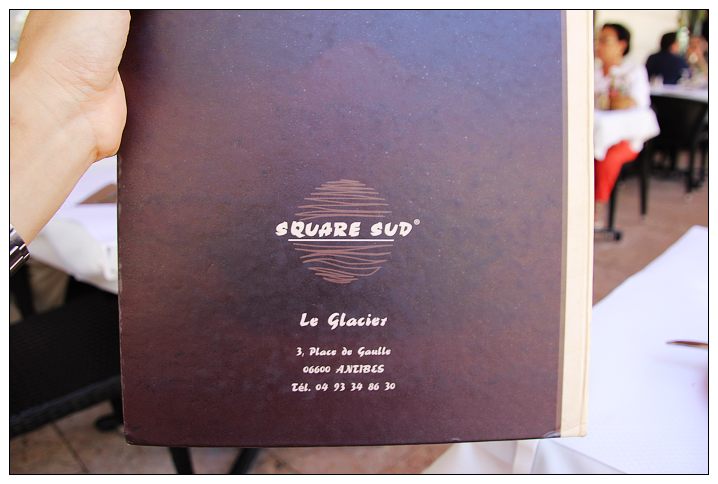 SQUARE SUD®
Le Glacier
3, Place de Gaulle
06600 ANTIBES
Tél. 04 93 34 86 30